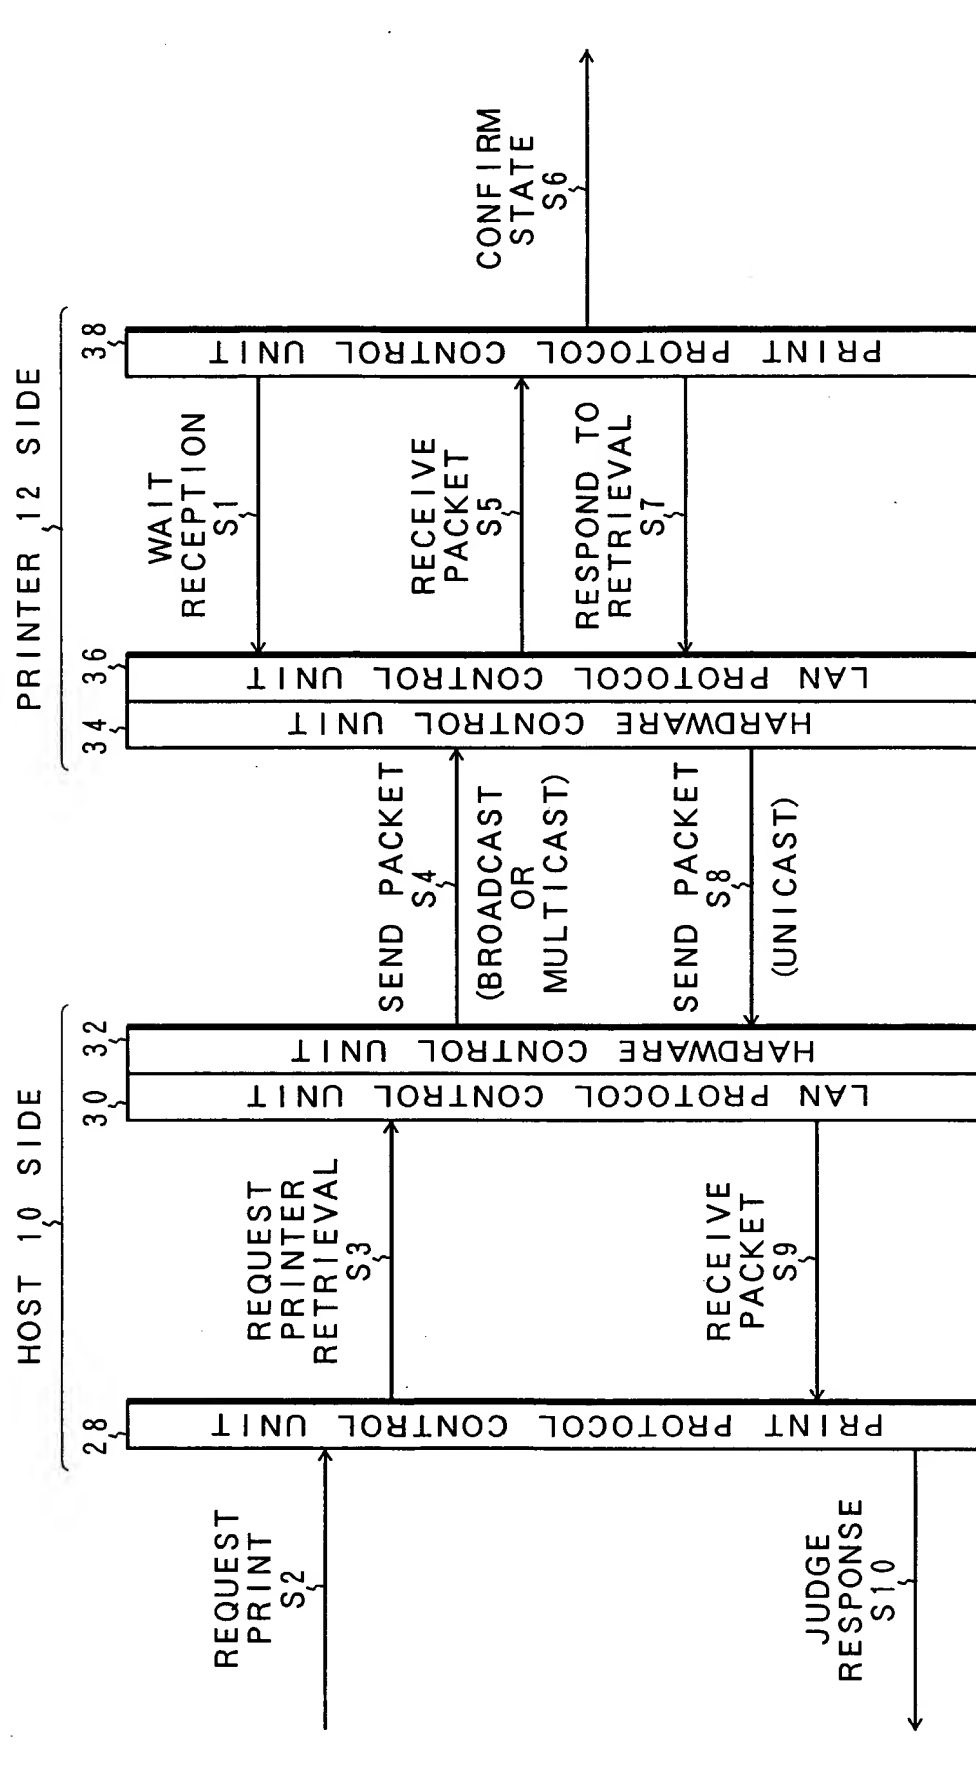 HOST 10 SIDE
PRINTER 12 SIDE
28
30
32
34
36
38
PRINT PROTOCOL CONTROL UNIT
LAN PROTOCOL CONTROL UNIT
HARDWARE CONTROL UNIT
HARDWARE CONTROL UNIT
LAN PROTOCOL CONTROL UNIT
PRINT PROTOCOL CONTROL UNIT
WAIT
RECEPTION
S1
REQUEST
PRINT
S2
REQUEST
PRINTER
RETRIEVAL
S3
SEND PACKET
S4
(BROADCAST
OR
MULTICAST)
RECEIVE
PACKET
S5
CONFIRM
STATE
S6
RESPOND TO
RETRIEVAL
S7
SEND PACKET
S8
(UNICAST)
RECEIVE
PACKET
S9
JUDGE
RESPONSE
S10